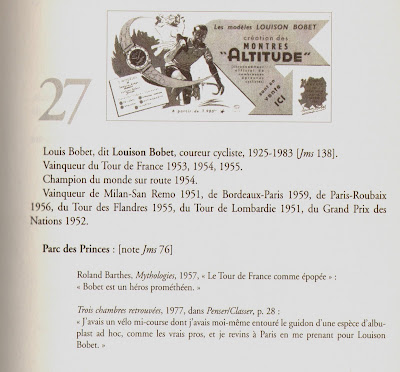 Les modèles LOUISON BOBET
création des
MONTRES
"ALTITUDE"
en vente
ICI
27
Louis Bobet, dit Louison Bobet, coureur cycliste, 1925-1983 [Jms 138].
Vainqueur du Tour de France 1953, 1954, 1955.
Champion du monde sur route 1954.
Vainqueur de Milan-San Remo 1951, de Bordeaux-Paris 1959, de Paris-Roubaix
1956, du Tour des Flandres 1955, du Tour de Lombardie 1951, du Grand Prix des
Nations 1952.
Parc des Princes : [note Jms 76]
Roland Barthes, Mythologies, 1957, « Le Tour de France comme épopée » :
« Bobet est un héros prométhéen. »
Trois chambres retrouvées, 1977, dans Penser/Classer, p. 28 :
« J'avais un vélo mi-course dont j'avais moi-même entouré le guidon d'une espèce d'albu-
plast ad hoc, comme les vrais pros, et je revins à Paris en me prenant pour Louison
Bobet. »